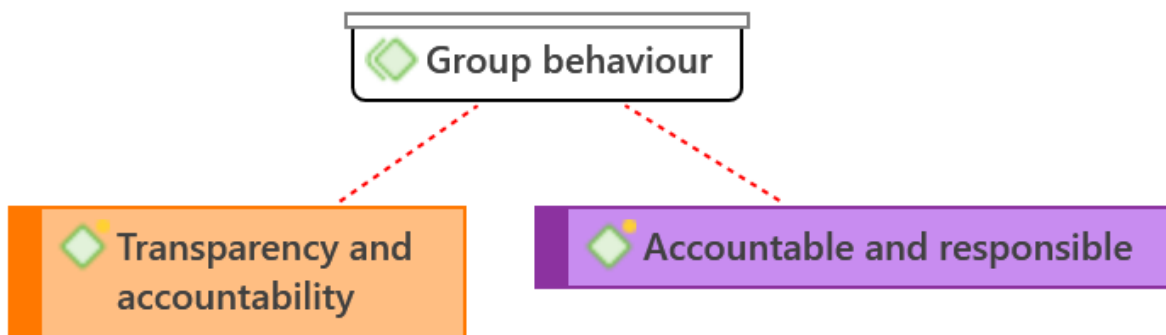 Group behaviour
Transparency and
accountability
Accountable and responsible